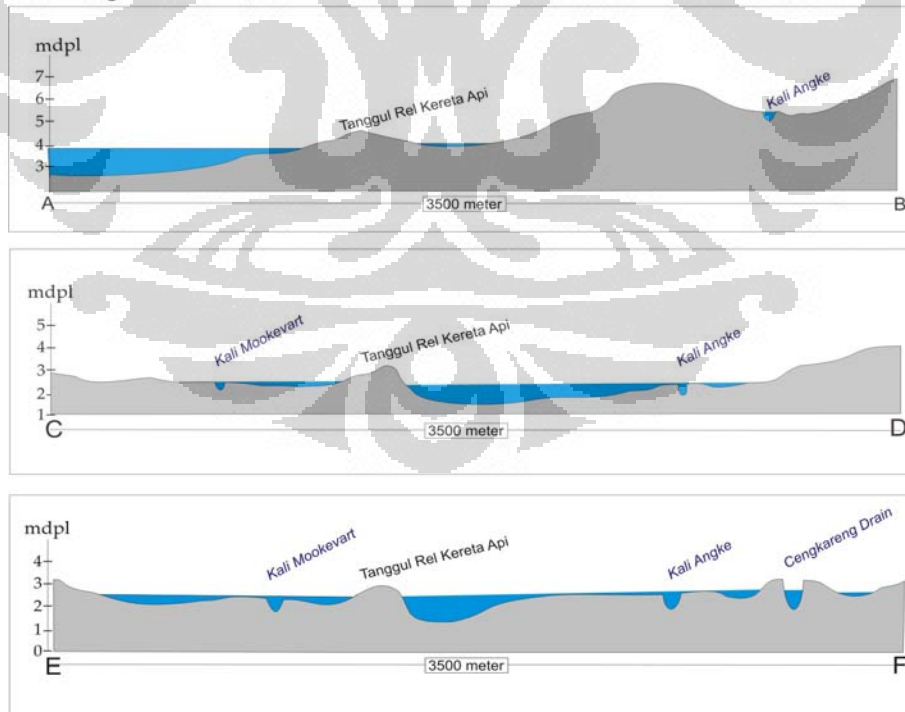 mdpl
7
6
5
4
3
Tanggul Rel Kereta Api
Kali Angke
A
3500 meter
B
mdpl
5
4
3
2
1
Kali Mookevart
Tanggul Rel Kereta Api
Kali Angke
C
3500 meter
D
mdpl
4
3
2
1
0
Kali Mookevart
Tanggul Rel Kereta Api
Kali Angke
Cengkareng Drain
E
3500 meter
F